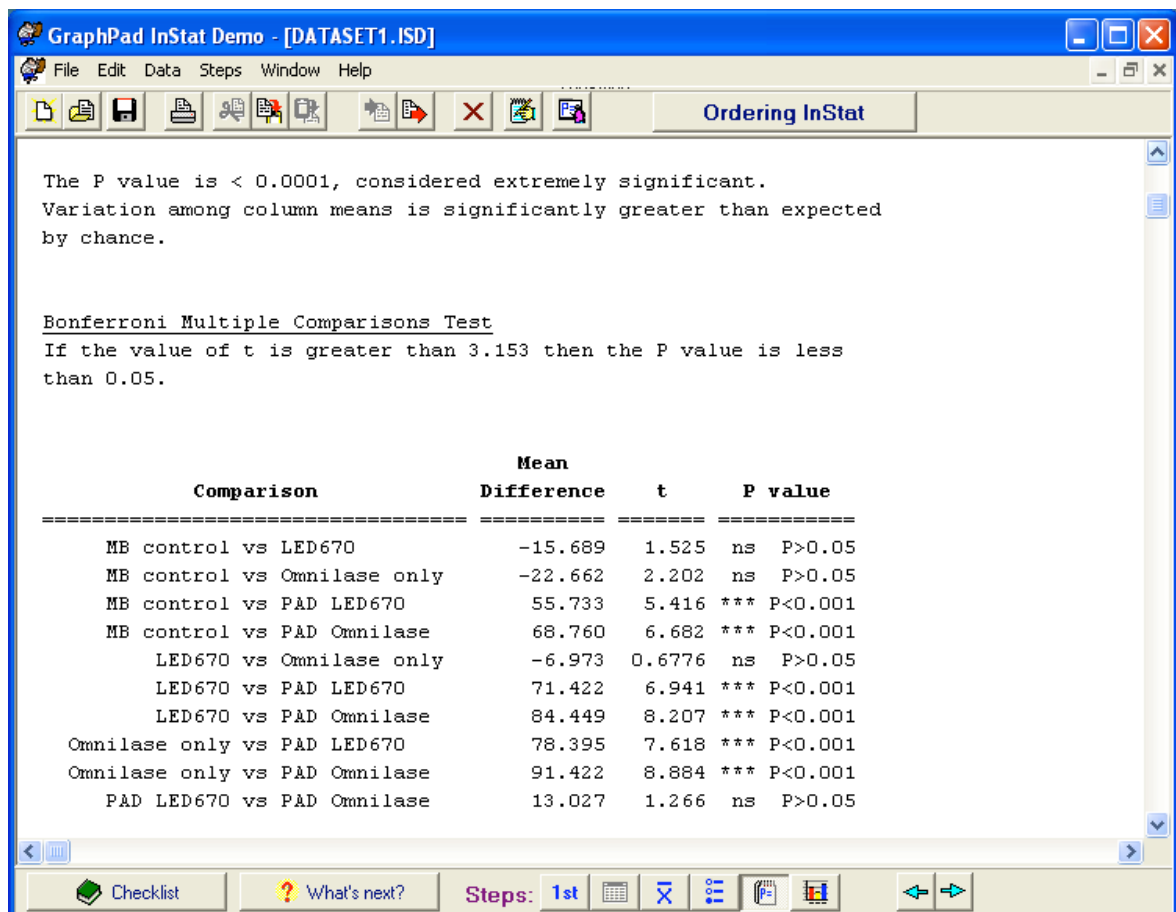 GraphPad InStat Demo - [DATASET1.ISD]
File Edit Data Steps Window Help
Ordering InStat
The P value is < 0.0001, considered extremely significant.
Variation among column means is significantly greater than expected
by chance.
Bonferroni Multiple Comparisons Test
If the value of t is greater than 3.153 then the P value is less
than 0.05.
Mean
Comparison Difference t P value
================================== ========== ======= ===========
MB control vs LED670 -15.689 1.525 ns P>0.05
MB control vs Omnilase only -22.662 2.202 ns P>0.05
MB control vs PAD LED670 55.733 5.416 *** P<0.001
MB control vs PAD Omnilase 68.760 6.682 *** P<0.001
LED670 vs Omnilase only -6.973 0.6776 ns P>0.05
LED670 vs PAD LED670 71.422 6.941 *** P<0.001
LED670 vs PAD Omnilase 84.449 8.207 *** P<0.001
Omnilase only vs PAD LED670 78.395 7.618 *** P<0.001
Omnilase only vs PAD Omnilase 91.422 8.884 *** P<0.001
PAD LED670 vs PAD Omnilase 13.027 1.266 ns P>0.05
Checklist ? What's next? Steps: 1st x̄ P=